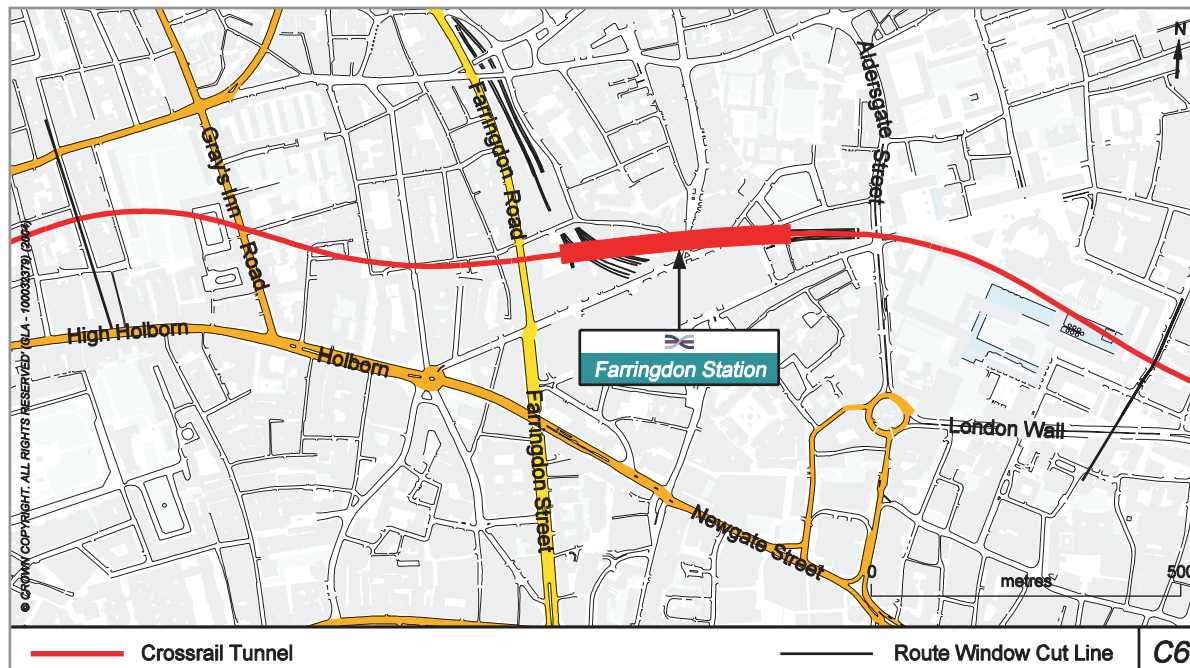 N
Aldersgate Street
Farringdon Road
Gray's Inn Road
High Holborn
Holborn
Farringdon Station
Farringdon Street
London Wall
Newgate Street
0
500
metres
© CROWN COPYRIGHT. ALL RIGHTS RESERVED' (GLA - 100032379) (2004)
Crossrail Tunnel
Route Window Cut Line
C6